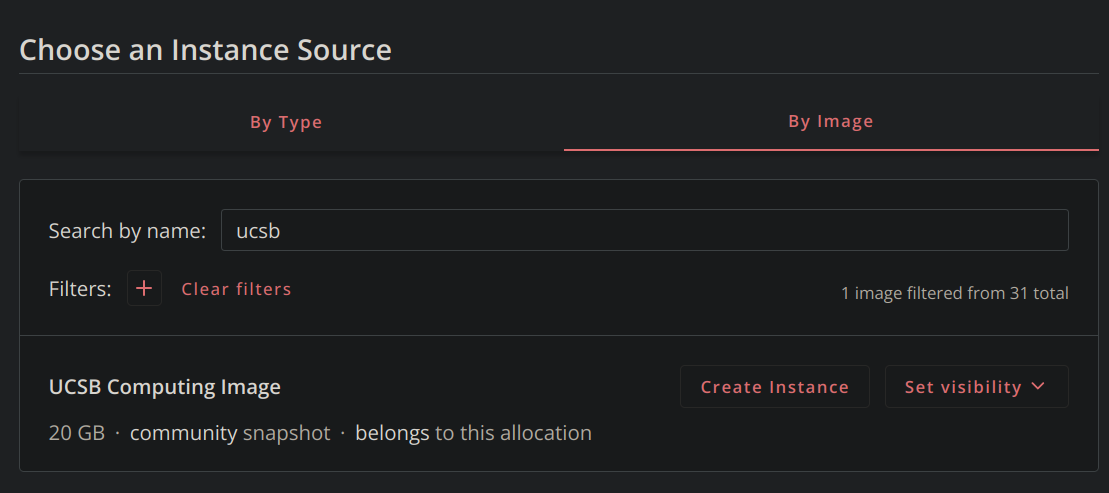 Choose an Instance Source
By Type
By Image
Search by name: ucsb
Filters: + Clear filters
1 image filtered from 31 total
UCSB Computing Image
Create Instance
Set visibility
20 GB · community snapshot · belongs to this allocation